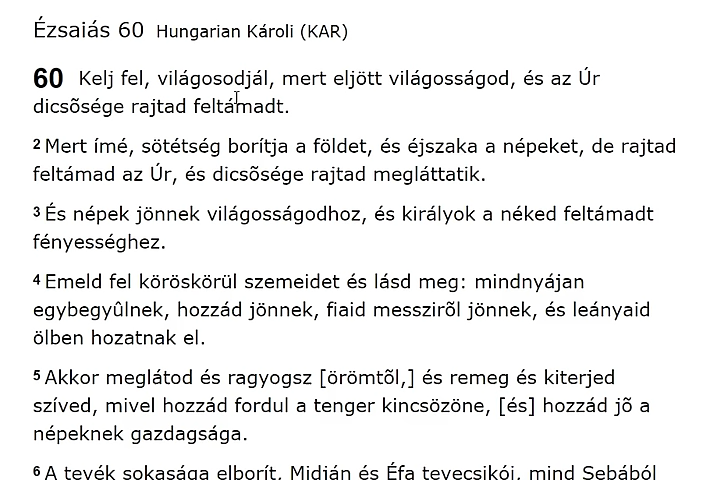 Ézsaiás 60 Hungarian Károli (KAR)
60 Kelj fel, világosodjál, mert eljött világosságod, és az Úr
dicsõsége rajtad feltámadt.
2 Mert ímé, sötétség borítja a földet, és éjszaka a népeket, de rajtad
feltámad az Úr, és dicsõsége rajtad megláttatik.
3 És népek jönnek világosságodhoz, és királyok a néked feltámadt
fényességhez.
4 Emeld fel köröskörül szemeidet és lásd meg: mindnyájan
egybegyûlnek, hozzád jönnek, fiaid messzirõl jönnek, és leányaid
ölben hozatnak el.
5 Akkor meglátod és ragyogsz [örömtõl,] és remeg és kiterjed
szíved, mivel hozzád fordul a tenger kincsözöne, [és] hozzád jõ a
népeknek gazdagsága.
6 A tevék sokasága elborít, Midján és Éfa tevecsikói, mind Sebából